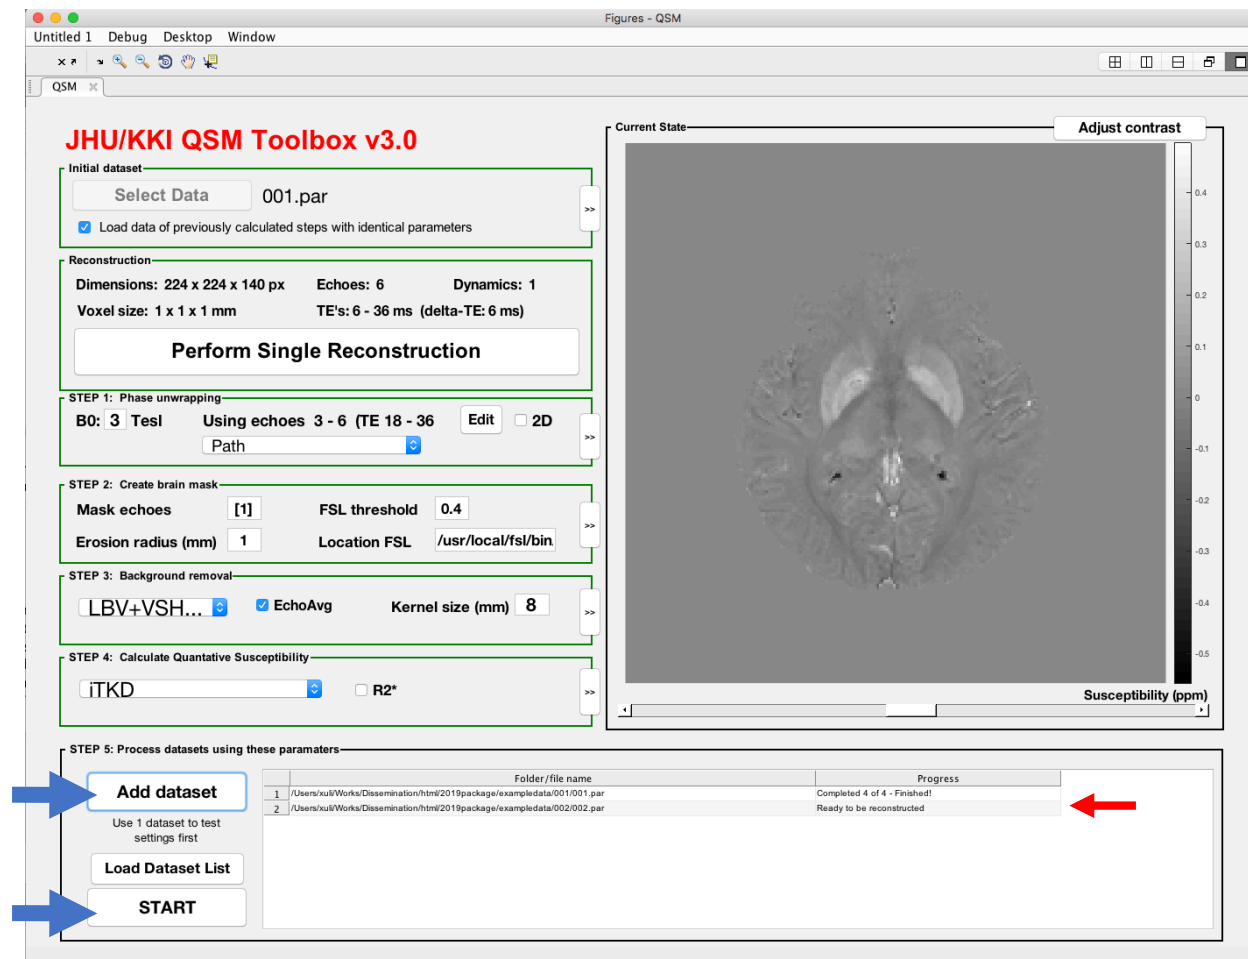 Figures - QSM
Untitled 1 Debug Desktop Window
QSM
JHU/KKI QSM Toolbox v3.0
Initial dataset
Select Data 001.par
Load data of previously calculated steps with identical parameters
>>
Reconstruction
Dimensions: 224 x 224 x 140 px Echoes: 6 Dynamics: 1
Voxel size: 1 x 1 x 1 mm TE's: 6 - 36 ms (delta-TE: 6 ms)
Perform Single Reconstruction
STEP 1: Phase unwrapping
B0: 3 Tesl Using echoes 3 - 6 (TE 18 - 36 Edit 2D
Path
>>
STEP 2: Create brain mask
Mask echoes [1] FSL threshold 0.4
>>
Erosion radius (mm) 1 Location FSL /usr/local/fsl/bin.
STEP 3: Background removal
LBV+VSH... EchoAvg Kernel size (mm) 8
>>
STEP 4: Calculate Quantative Susceptibility
iTKD R2*
>>
Current State
Adjust contrast
0.4
0.3
0.2
0.1
0
-0.1
-0.2
-0.3
-0.4
-0.5
Susceptibility (ppm)
STEP 5: Process datasets using these paramaters
Add dataset
Use 1 dataset to test
settings first
Load Dataset List
START
Folder/file name Progress
1 /Users/xuli/Works/Dissemination/html/2019package/exampledata/001/001.par Completed 4 of 4 - Finished!
2 /Users/xuli/Works/Dissemination/html/2019package/exampledata/002/002.par Ready to be reconstructed